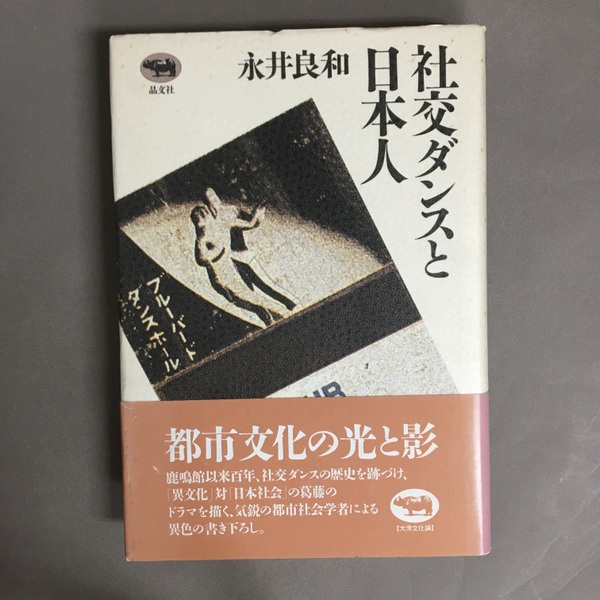 社交ダンスと
日本人
永井良和
晶文社
ブルーバード
ダンスホール
都市文化の光と影
鹿鳴館以来百年、社交ダンスの歴史を跡づけ、
「異文化」対「日本社会」の葛藤の
ドラマを描く、気鋭の都市社会学者による
異色の書き下ろし。
【大衆文化論】